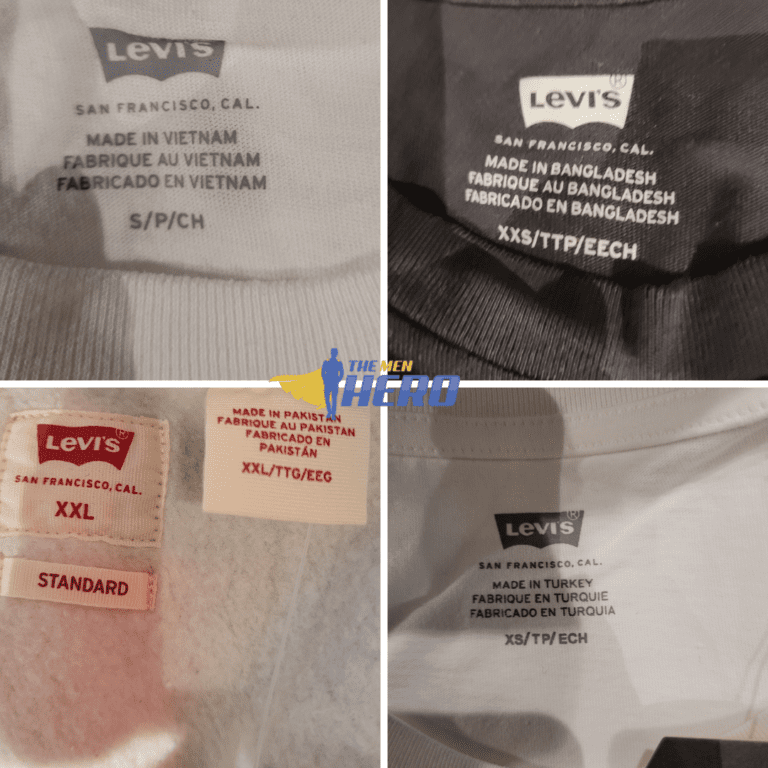 Levi's
SAN FRANCISCO, CAL.
MADE IN VIETNAM
FABRIQUE AU VIETNAM
FABRICADO EN VIETNAM
S/P/CH
Levi's®
SAN FRANCISCO, CAL.
MADE IN BANGLADESH
FABRIQUE AU BANGLADESH
FABRICADO EN BANGLADESH
XXS/TTP/EECH
THE MEN
HERO
Levi's®
SAN FRANCISCO, CAL.
XXL
STANDARD
MADE IN PAKISTAN
FABRIQUE AU PAKISTAN
FABRICADO EN
PAKISTÁN
XXL/TTG/EEG
Levi's®
SAN FRANCISCO, CAL.
MADE IN TURKEY
FABRIQUE EN TURQUIE
FABRICADO EN TURQUIA
XS/TP/ECH